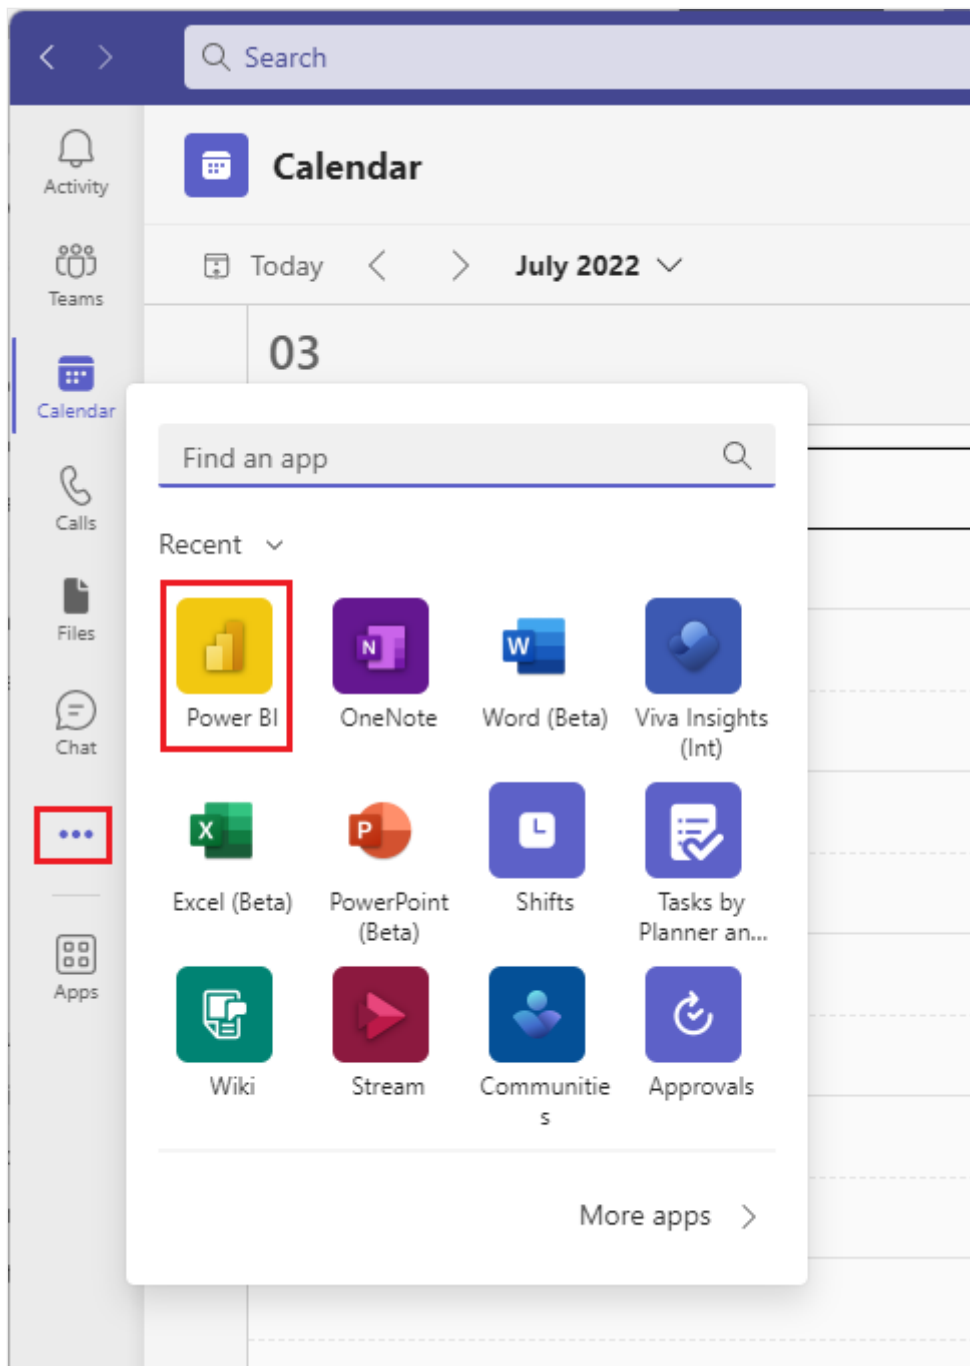 Search
Activity
Teams
Calendar
Calls
Files
Chat
Apps
Calendar
Today
July 2022
03
Find an app
Recent
Power BI
N
OneNote
W
Word (Beta)
Viva Insights
(Int)
X
Excel (Beta)
P
PowerPoint
(Beta)
Shifts
Tasks by
Planner an...
Wiki
Stream
Communitie
s
Approvals
More apps